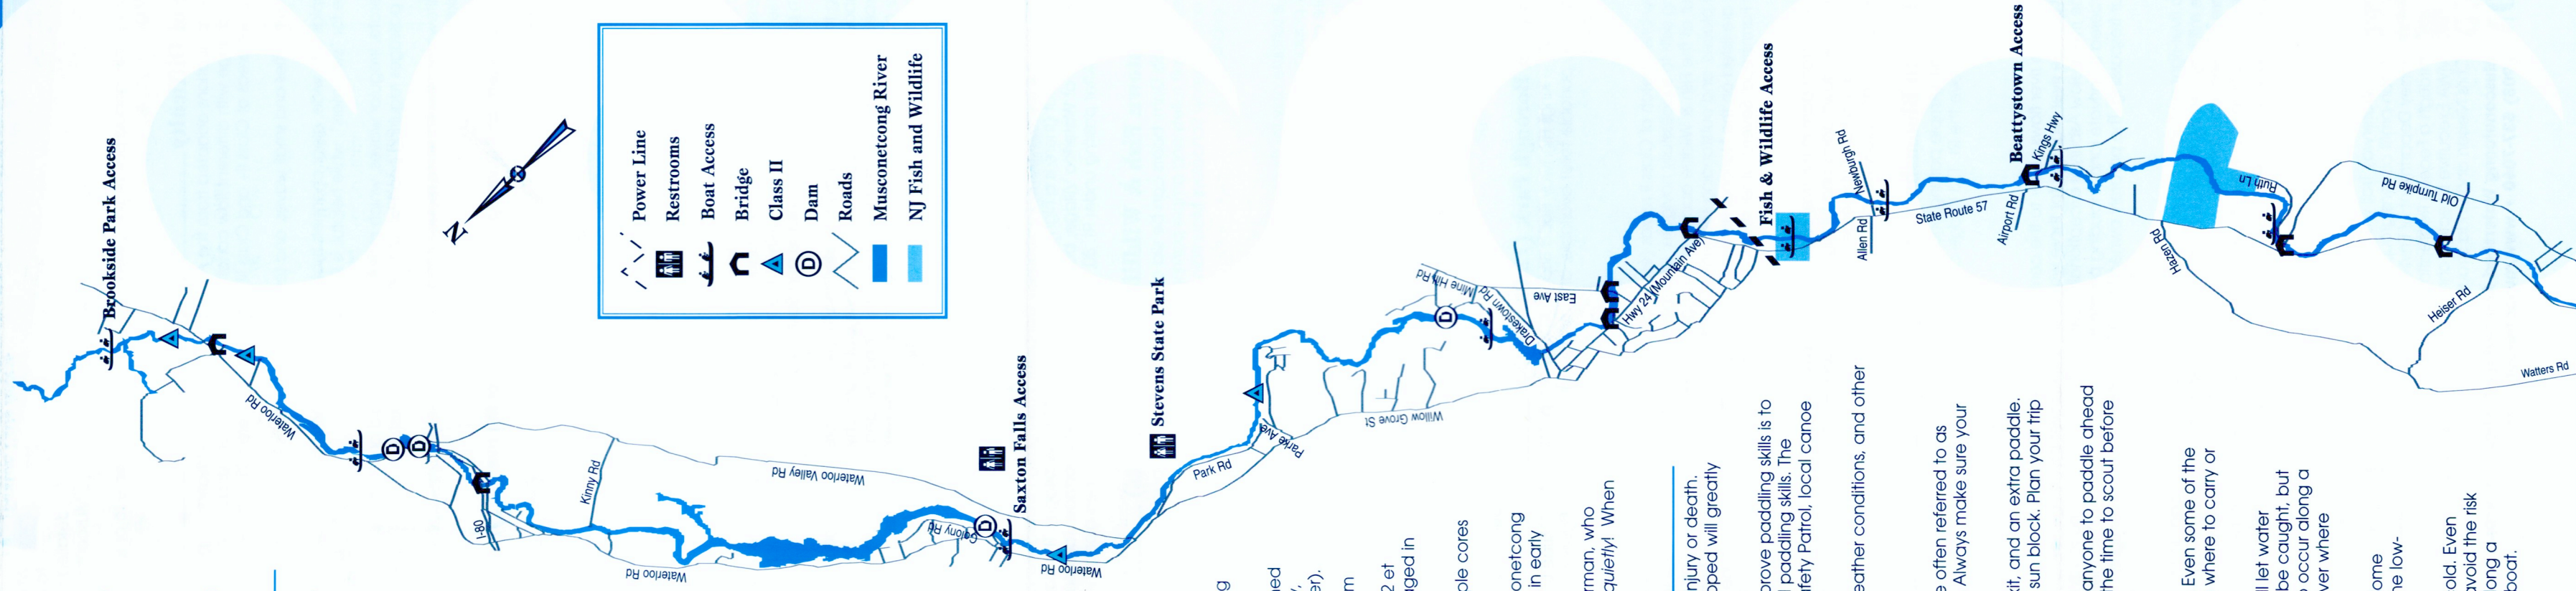 Brookside Park Access
N
Power Line
Restrooms
Boat Access
Bridge
Class II
D Dam
Roads
Musconetcong River
NJ Fish and Wildlife
Waterloo Rd
D
D
I-80
Kinny Rd
Waterloo Valley Rd
Waterloo Rd
Colony Rd
D
Saxton Falls Access
Waterloo Rd
Stevens State Park
Park Rd
Parke Ave
Willow Grove St
D
Mine Hill Rd
Drakestown Rd
East Ave
Hwy 24 (Mountain Ave)
Fish & Wildlife Access
Newburgh Rd
Allen Rd
State Route 57
Airport Rd
Beattystown Access
Kings Hwy
Hazen Rd
Ruth Ln
Old Turnpike Rd
Heiser Rd
Watters Rd
g
ned
er).
m
2 et
aged in
ole cores
onetcong
in early
rman, who
quietly! When
njury or death.
oped will greatly
prove paddling skills is to
l paddling skills. The
afety Patrol, local canoe
eather conditions, and other
e often referred to as
Always make sure your
kit, and an extra paddle.
sun block. Plan your trip
anyone to paddle ahead
the time to scout before
Even some of the
where to carry or
ll let water
be caught, but
o occur along a
ver where
ome
he low-
old. Even
avoid the risk
ong a
boat.